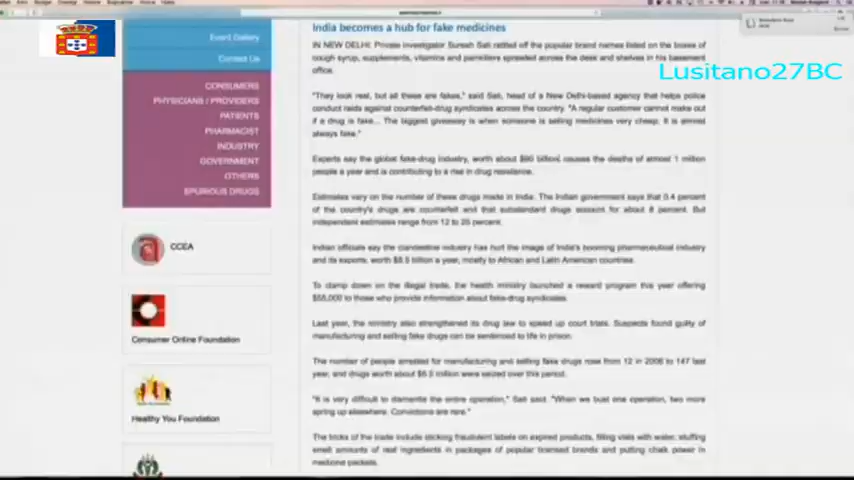 Event Gallery
Contact Us
CONSUMERS
PHYSICIANS / PROVIDERS
PATIENTS
PHARMACIST
INDUSTRY
GOVERNMENT
OTHERS
SPURIOUS DRUGS
CCEA
Consumer Online Foundation
Healthy You Foundation
Lusitano27BC
India becomes a hub for fake medicines
IN NEW DELHI: Private investigator Suresh Sati rattled off the popular brand names listed on the boxes of
cough syrup, supplements, vitamins and painkillers spreaded across the desk and shelves in his basement
office.
"They look real, but all these are fakes," said Sati, head of a New Delhi-based agency that helps police
conduct raids against counterfeit-drug syndicates across the country. "A regular customer cannot make out
if a drug is fake... The biggest giveaway is when someone is selling medicines very cheap. It is almost
always fake."
Experts say the global fake-drug industry, worth about $90 billion, causes the deaths of almost 1 million
people a year and is contributing to a rise in drug resistance.
Estimates vary on the number of these drugs made in India. The Indian government says that 0.4 percent
of the country's drugs are counterfeit and that substandard drugs account for about 8 percent. But
independent estimates range from 12 to 25 percent.
Indian officials say the clandestine industry has hurt the image of India's booming pharmaceutical industry
and its exports, worth $8.5 billion a year, mostly to African and Latin American countries.
To clamp down on the illegal trade, the health ministry launched a reward program this year offering
$55,000 to those who provide information about fake-drug syndicates.
Last year, the ministry also strengthened its drug law to speed up court trials. Suspects found guilty of
manufacturing and selling fake drugs can be sentenced to life in prison.
The number of people arrested for manufacturing and selling fake drugs rose from 12 in 2006 to 147 last
year, and drugs worth about $6.5 million were seized over this period.
"It is very difficult to dismantle the entire operation," Sati said. "When we bust one operation, two more
spring up elsewhere. Convictions are rare."
The tricks of the trade include sticking fraudulent labels on expired products, filling vials with water, stuffing
small amounts of real ingredients in packages of popular licensed brands and putting chalk power in
medicine packets.